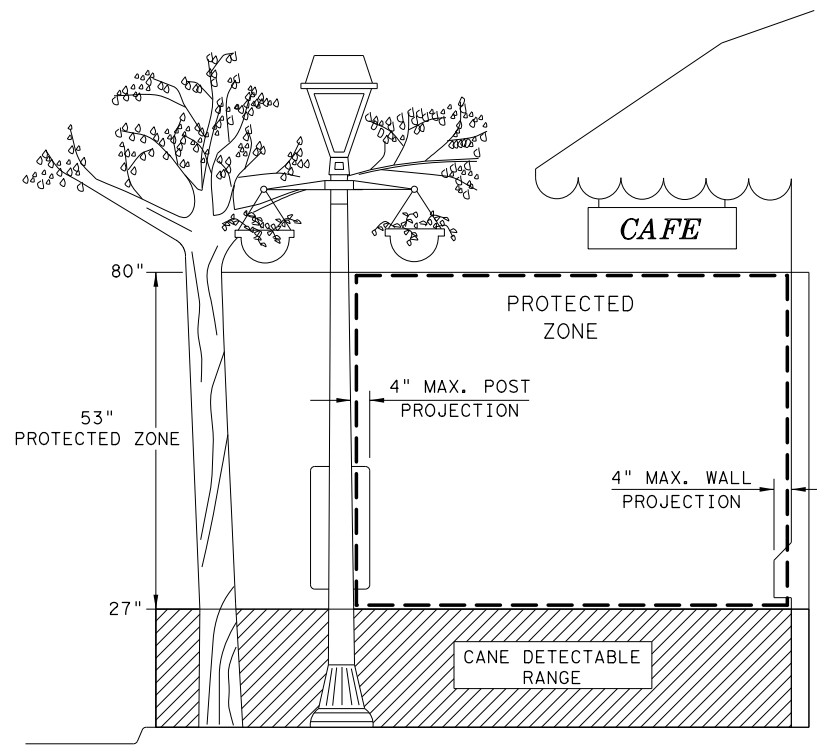 CAFE
80"
PROTECTED
ZONE
4" MAX. POST
PROJECTION
53"
PROTECTED ZONE
4" MAX. WALL
PROJECTION
27"
CANE DETECTABLE
RANGE